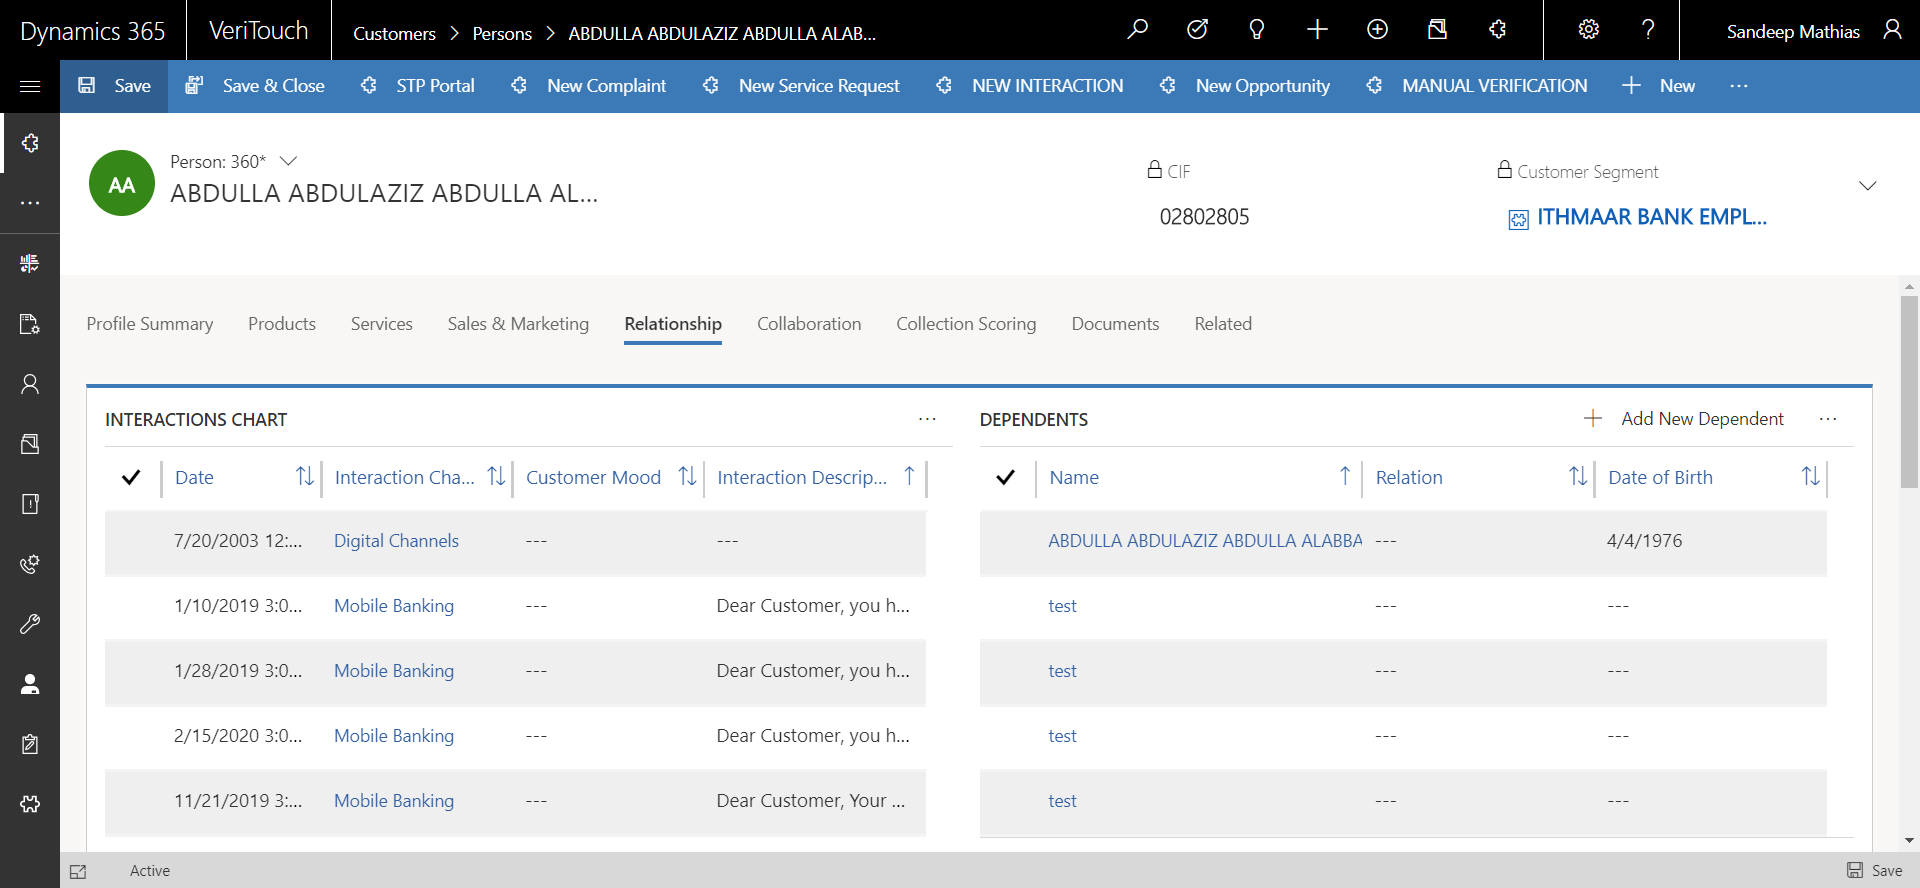 Dynamics 365
VeriTouch
Customers > Persons > ABDULLA ABDULAZIZ ABDULLA ALAB...
Sandeep Mathias
Save
Save & Close
STP Portal
New Complaint
New Service Request
NEW INTERACTION
New Opportunity
MANUAL VERIFICATION
New
AA
Person: 360*
ABDULLA ABDULAZIZ ABDULLA AL...
CIF
02802805
Customer Segment
ITHMAAR BANK EMPL...
Profile Summary
Products
Services
Sales & Marketing
Relationship
Collaboration
Collection Scoring
Documents
Related
INTERACTIONS CHART
Date
Interaction Cha...
Customer Mood
Interaction Descrip...
7/20/2003 12:... Digital Channels --- ---
1/10/2019 3:0... Mobile Banking --- Dear Customer, you h...
1/28/2019 3:0... Mobile Banking --- Dear Customer, you h...
2/15/2020 3:0... Mobile Banking --- Dear Customer, you h...
11/21/2019 3:... Mobile Banking --- Dear Customer, Your ...
DEPENDENTS
Add New Dependent
Name
Relation
Date of Birth
ABDULLA ABDULAZIZ ABDULLA ALABBA --- 4/4/1976
test --- ---
test --- ---
test --- ---
test --- ---
Active
Save